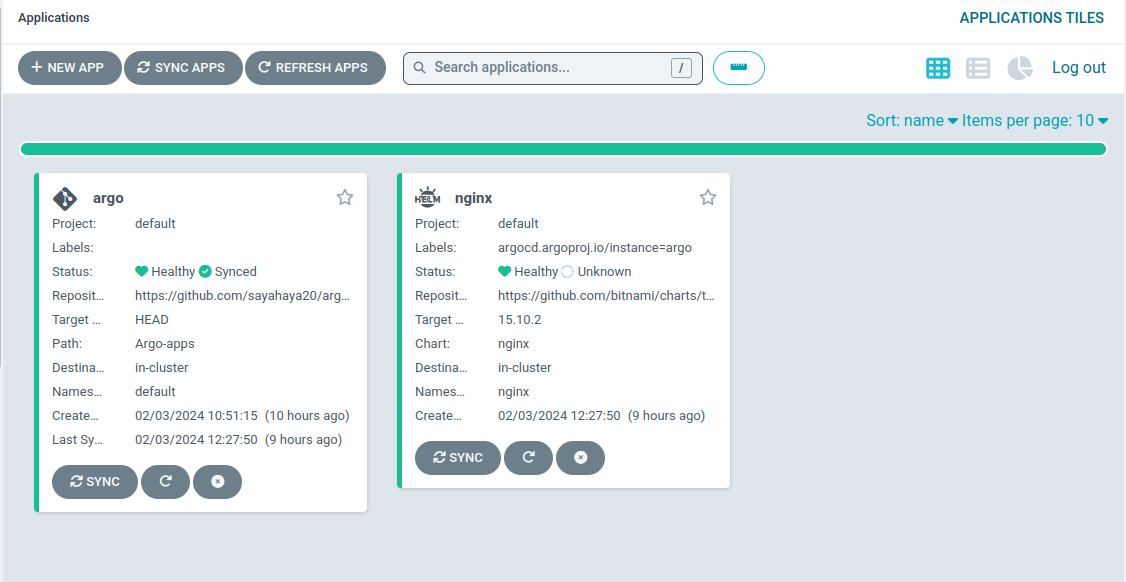 Applications
APPLICATIONS TILES
NEW APP
SYNC APPS
REFRESH APPS
Search applications...
/
Log out
Sort: name
Items per page: 10
argo
Project: default
Labels:
Status: Healthy Synced
Reposit... https://github.com/sayahaya20/arg...
Target ... HEAD
Path: Argo-apps
Destina... in-cluster
Names... default
Create... 02/03/2024 10:51:15 (10 hours ago)
Last Sy... 02/03/2024 12:27:50 (9 hours ago)
SYNC
HELM
nginx
Project: default
Labels: argocd.argoproj.io/instance=argo
Status: Healthy Unknown
Reposit... https://github.com/bitnami/charts/t...
Target ... 15.10.2
Chart: nginx
Destina... in-cluster
Names... nginx
Create... 02/03/2024 12:27:50 (9 hours ago)
SYNC